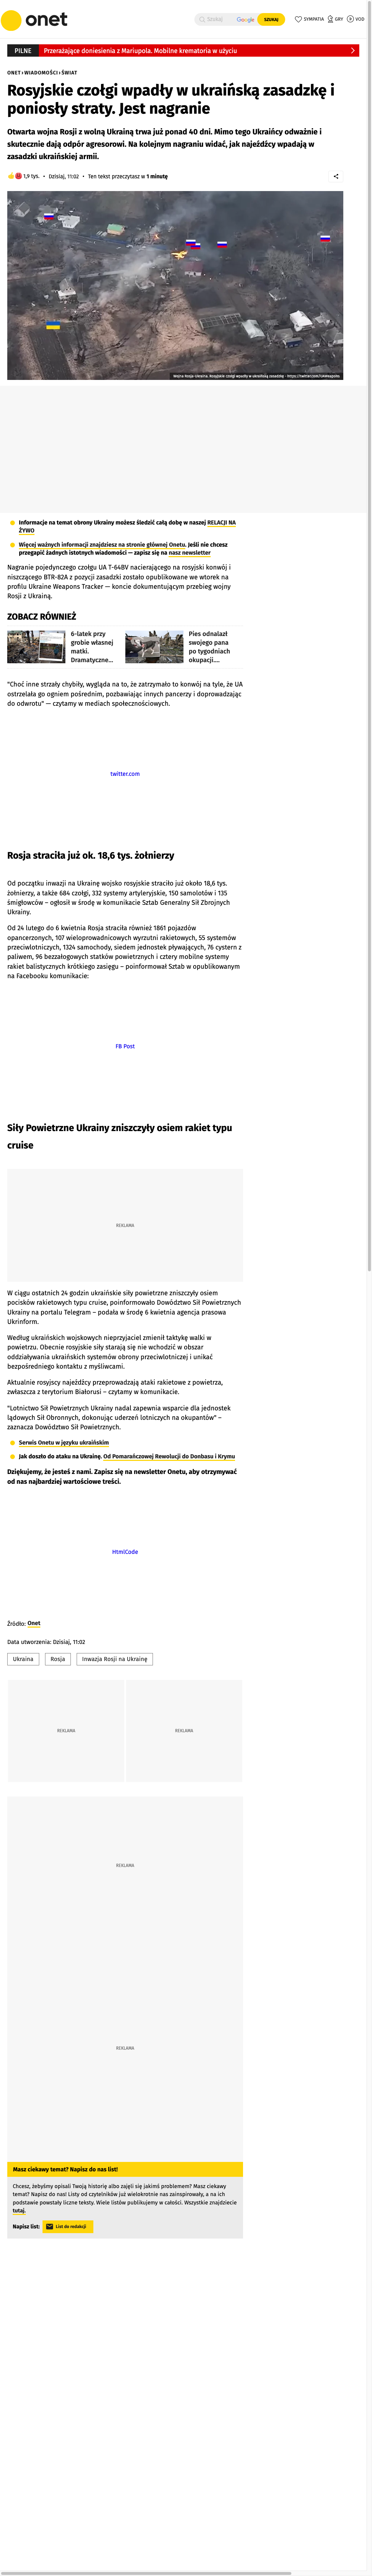 onet
Szukaj
Google
SZUKAJ
SYMPATIA
GRY
VOD
PILNE
Przerażające doniesienia z Mariupola. Mobilne krematoria w użyciu
ONET › WIADOMOŚCI › ŚWIAT
Rosyjskie czołgi wpadły w ukraińską zasadzkę i
poniosły straty. Jest nagranie
Otwarta wojna Rosji z wolną Ukrainą trwa już ponad 40 dni. Mimo tego Ukraińcy odważnie i
skutecznie dają odpór agresorowi. Na kolejnym nagraniu widać, jak najeźdźcy wpadają w
zasadzki ukraińskiej armii.
1,9 tys. • Dzisiaj, 11:02 • Ten tekst przeczytasz w 1 minutę
Wojna Rosja-Ukraina. Rosyjskie czołgi wpadły w ukraińską zasadzkę
Informacje na temat obrony Ukrainy możesz śledzić całą dobę w naszej RELACJI NA
ŻYWO
Więcej ważnych informacji znajdziesz na stronie głównej Onetu. Jeśli nie chcesz
przegapić żadnych istotnych wiadomości — zapisz się na nasz newsletter
Nagranie pojedynczego czołgu UA T-64BV nacierającego na rosyjski konwój i
niszczącego BTR-82A z pozycji zasadzki zostało opublikowane we wtorek na
profilu Ukraine Weapons Tracker — koncie dokumentującym przebieg wojny
Rosji z Ukrainą.
ZOBACZ RÓWNIEŻ
6-latek przy
grobie własnej
matki.
Dramatyczne...
Pies odnalazł
swojego pana
po tygodniach
okupacji....
"Choć inne strzały chybiły, wygląda na to, że zatrzymało to konwój na tyle, że UA
ostrzelała go ogniem pośrednim, pozbawiając innych pancerzy i doprowadzając
do odwrotu" — czytamy w mediach społecznościowych.
twitter.com
Rosja straciła już ok. 18,6 tys. żołnierzy
Od początku inwazji na Ukrainę wojsko rosyjskie straciło już około 18,6 tys.
żołnierzy, a także 684 czołgi, 332 systemy artyleryjskie, 150 samolotów i 135
śmigłowców – ogłosił w środę w komunikacie Sztab Generalny Sił Zbrojnych
Ukrainy.
Od 24 lutego do 6 kwietnia Rosja straciła również 1861 pojazdów
opancerzonych, 107 wieloprowadnicowych wyrzutni rakietowych, 55 systemów
przeciwlotniczych, 1324 samochody, siedem jednostek pływających, 76 cystern z
paliwem, 96 bezzałogowych statków powietrznych i cztery mobilne systemy
rakiet balistycznych krótkiego zasięgu – poinformował Sztab w opublikowanym
na Facebooku komunikacie:
FB Post
Siły Powietrzne Ukrainy zniszczyły osiem rakiet typu
cruise
REKLAMA
W ciągu ostatnich 24 godzin ukraińskie siły powietrzne zniszczyły osiem
pocisków rakietowych typu cruise, poinformowało Dowództwo Sił Powietrznych
Ukrainy na portalu Telegram – podała w środę 6 kwietnia agencja prasowa
Ukrinform.
Według ukraińskich wojskowych nieprzyjaciel zmienił taktykę walki w
powietrzu. Obecnie rosyjskie siły starają się nie wchodzić w obszar
oddziaływania ukraińskich systemów obrony przeciwlotniczej i unikać
bezpośredniego kontaktu z myśliwcami.
Aktualnie rosyjscy najeźdźcy przeprowadzają ataki rakietowe z powietrza,
zwłaszcza z terytorium Białorusi – czytamy w komunikacie.
"Lotnictwo Sił Powietrznych Ukrainy nadal zapewnia wsparcie dla jednostek
lądowych Sił Obronnych, dokonując uderzeń lotniczych na okupantów" –
zaznacza Dowództwo Sił Powietrznych.
Serwis Onetu w języku ukraińskim
Jak doszło do ataku na Ukrainę. Od Pomarańczowej Rewolucji do Donbasu i Krymu
Dziękujemy, że jesteś z nami. Zapisz się na newsletter Onetu, aby otrzymywać
od nas najbardziej wartościowe treści.
HtmlCode
Źródło: Onet
Data utworzenia: Dzisiaj, 11:02
Ukraina
Rosja
Inwazja Rosji na Ukrainę
REKLAMA
REKLAMA
REKLAMA
REKLAMA
Masz ciekawy temat? Napisz do nas list!
Chcesz, żebyśmy opisali Twoją historię albo zajęli się jakimś problemem? Masz ciekawy
temat? Napisz do nas! Listy od czytelników już wielokrotnie nas zainspirowały, a na ich
podstawie powstały liczne teksty. Wiele listów publikujemy w całości. Wszystkie znajdziecie
tutaj.
Napisz list:
List do redakcji